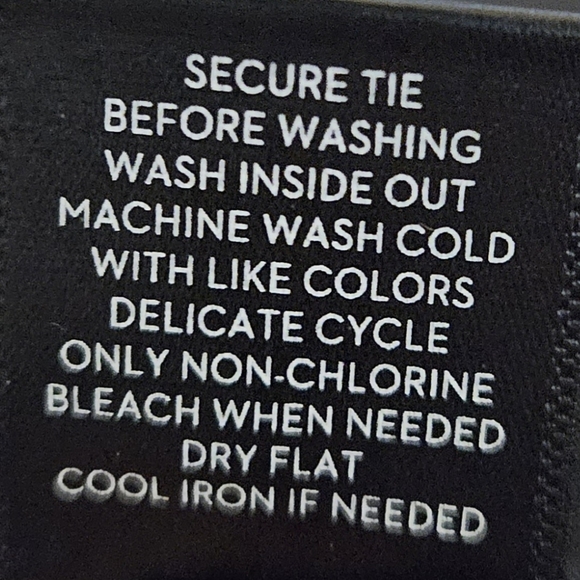 SECURE TIE
BEFORE WASHING
WASH INSIDE OUT
MACHINE WASH COLD
WITH LIKE COLORS
DELICATE CYCLE
ONLY NON-CHLORINE
BLEACH WHEN NEEDED
DRY FLAT
COOL IRON IF NEEDED